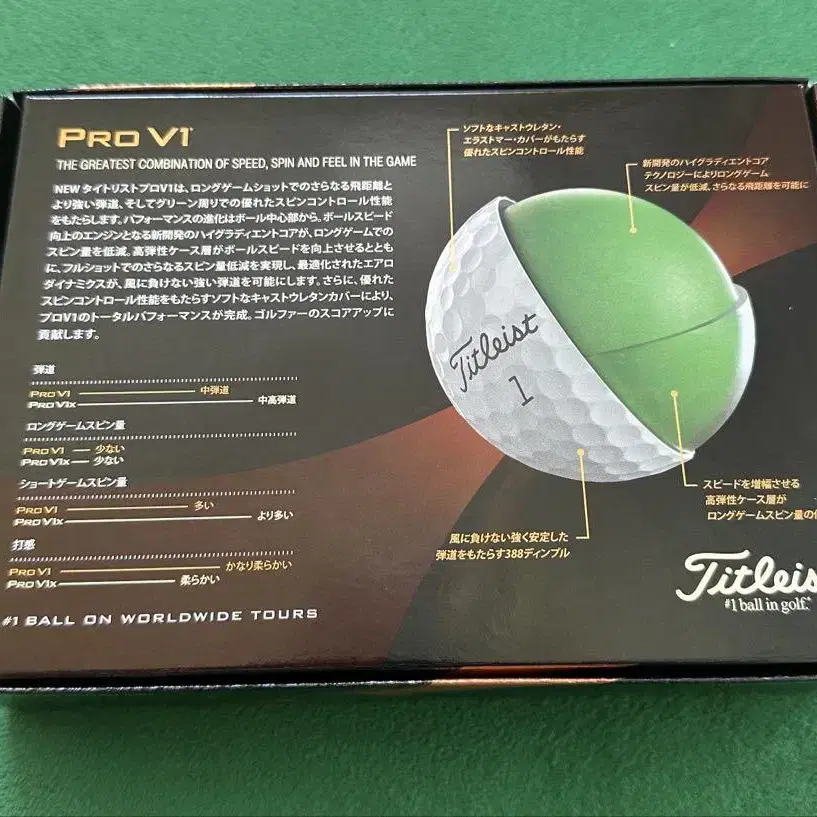 PRO V1
THE GREATEST COMBINATION OF SPEED, SPIN AND FEEL IN THE GAME
NEW タイトリストプロV1は、ロングゲームショットでのさらなる飛距離と
より強い弾道、そしてグリーン周りでの優れたスピンコントロール性能
をもたらします。パフォーマンスの進化はボール中心部から。ボールスピード
向上のエンジンとなる新開発のハイグラディエントコアが、ロングゲームでの
スピン量を低減。高弾性ケース層がボールスピードを向上させるととも
に、フルショットでのさらなるスピン量低減を実現し、最適化されたエアロ
ダイナミクスが、風に負けない強い弾道を可能にします。さらに、優れた
スピンコントロール性能をもたらすソフトなキャストウレタンカバーにより、
プロV1のトータルパフォーマンスが完成。ゴルファーのスコアアップに
貢献します。
弾道
PRO V1 中弾道
PRO V1x 中高弾道
ロングゲームスピン量
PRO V1 少ない
PRO V1x 少ない
ショートゲームスピン量
PRO V1 多い
PRO V1x より多い
打感
PRO V1 かなり柔らかい
PRO V1x 柔らかい
#1 BALL ON WORLDWIDE TOURS
ソフトなキャストウレタン・
エラストマー・カバーがもたらす
優れたスピンコントロール性能
新開発のハイグラディエントコア
テクノロジーによりロングゲーム
スピン量が低減、さらなる飛距離を可能に
Titleist
1
スピードを増幅させる
高弾性ケース層が
ロングゲームスピン量の
風に負けない強く安定した
弾道をもたらす388ディンプル
Titleis
#1 ball in golf.*